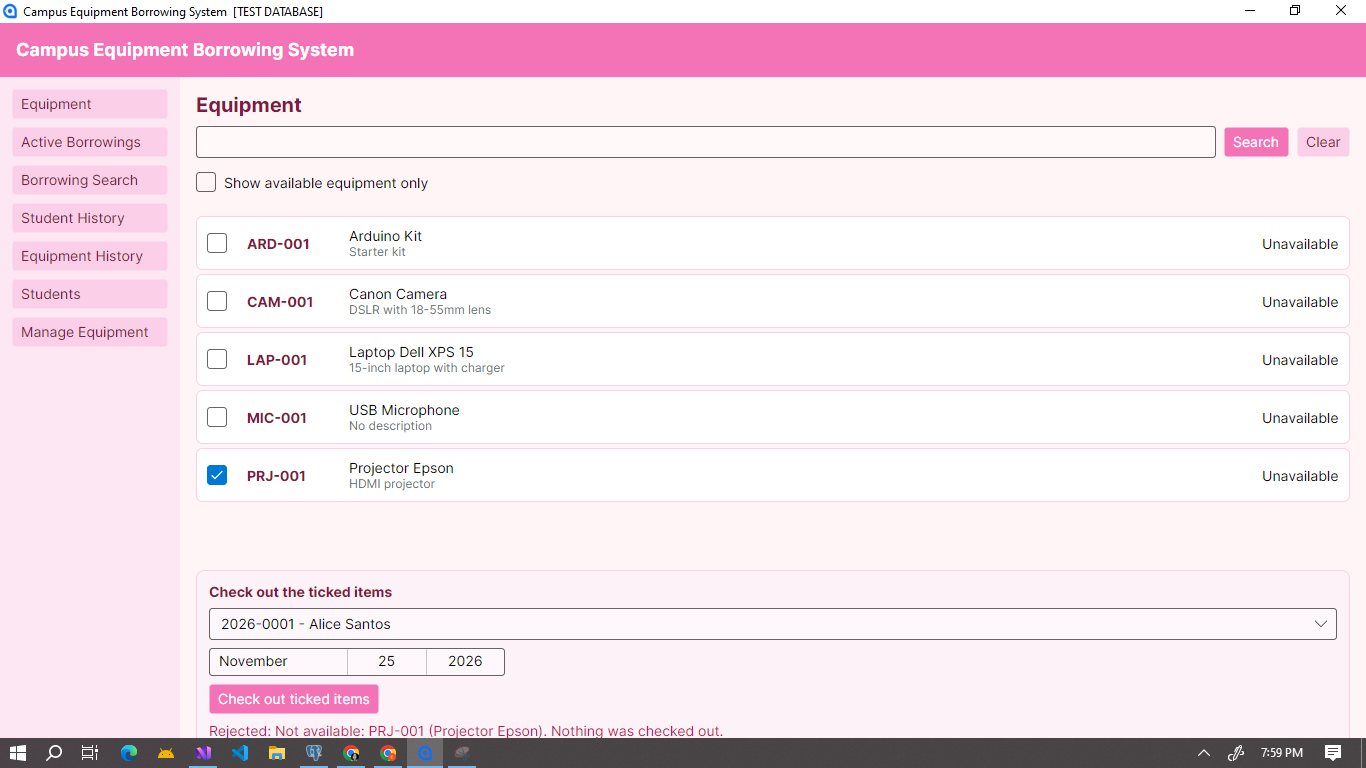 Campus Equipment Borrowing System [TEST DATABASE]
Campus Equipment Borrowing System
Equipment
Active Borrowings
Borrowing Search
Student History
Equipment History
Students
Manage Equipment
Equipment
Search
Clear
Show available equipment only
ARD-001
Arduino Kit
Starter kit
Unavailable
CAM-001
Canon Camera
DSLR with 18-55mm lens
Unavailable
LAP-001
Laptop Dell XPS 15
15-inch laptop with charger
Unavailable
MIC-001
USB Microphone
No description
Unavailable
PRJ-001
Projector Epson
HDMI projector
Unavailable
Check out the ticked items
2026-0001 - Alice Santos
November 25 2026
Check out ticked items
Rejected: Not available: PRJ-001 (Projector Epson). Nothing was checked out.
7:59 PM